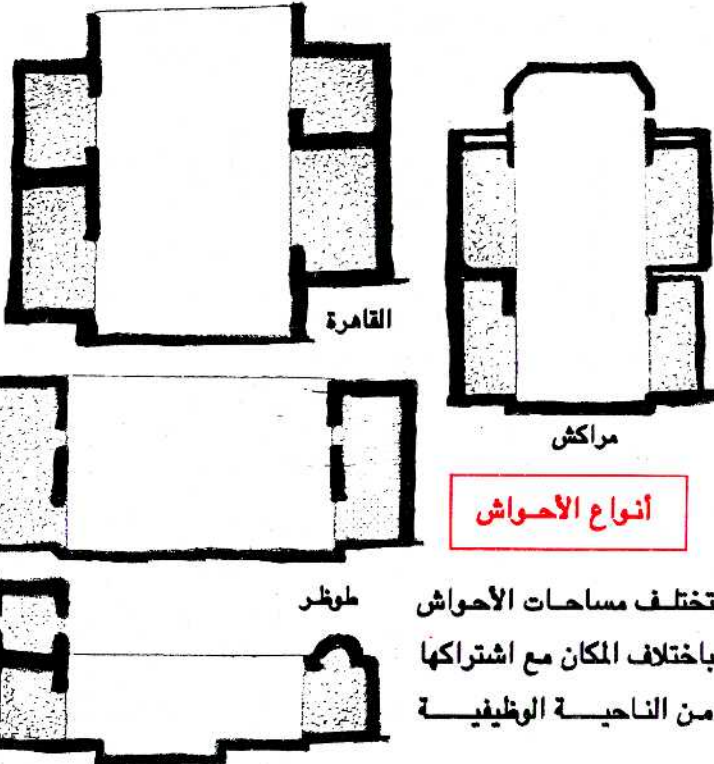 القاهرة
مراكش
أنواع الأحواش
طوظر
تختلف مساحات الأحواش
باختلاف المكان مع اشتراكها
من الناحية الوظيفية